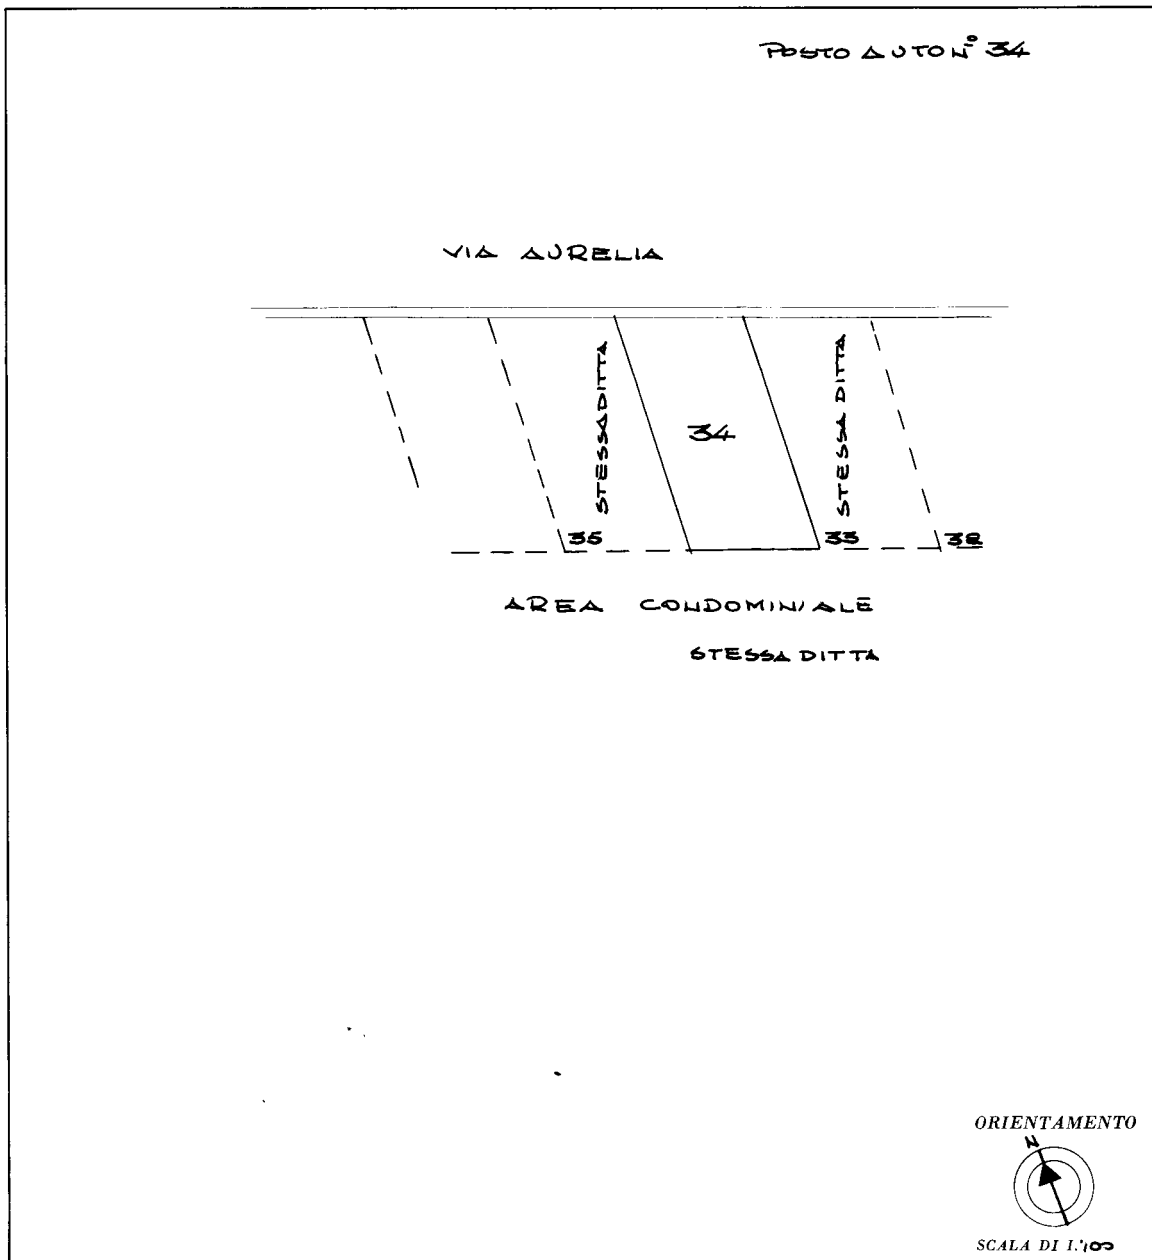 POSTO AUTO N° 34
VIA AURELIA
STESSA DITTA
34
STESSA DITTA
35
33
32
AREA CONDOMINIALE
STESSA DITTA
ORIENTAMENTO
N
SCALA DI 1:100